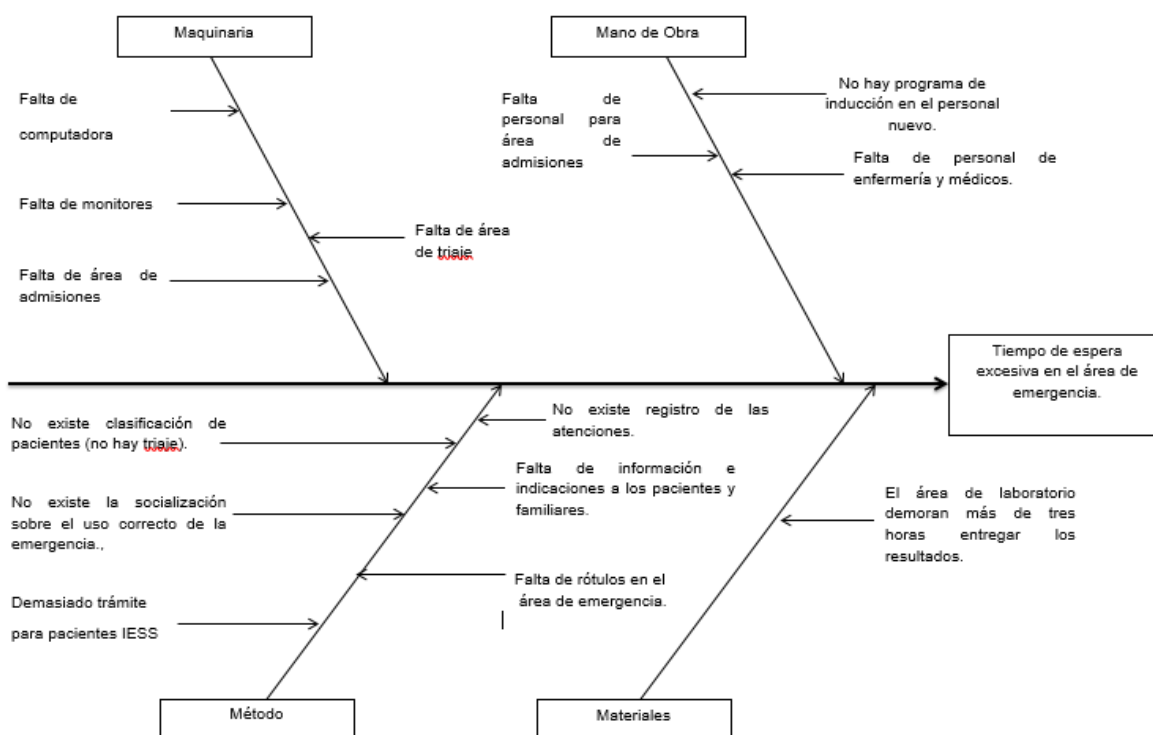 Maquinaria
Mano de Obra
Falta de
computadora
Falta de monitores
Falta de área de
admisiones
Falta de área
de triaje
Falta de
personal para
área de
admisiones
No hay programa de
inducción en el personal
nuevo.
Falta de personal de
enfermería y médicos.
Tiempo de espera
excesiva en el área de
emergencia.
No existe clasificación de
pacientes (no hay triaje).
No existe la socialización
sobre el uso correcto de la
emergencia.,
Demasiado trámite
para pacientes IESS
No existe registro de las
atenciones.
Falta de información e
indicaciones a los pacientes y
familiares.
Falta de rótulos en el
área de emergencia.
El área de laboratorio
demoran más de tres
horas entregar los
resultados.
Método
Materiales